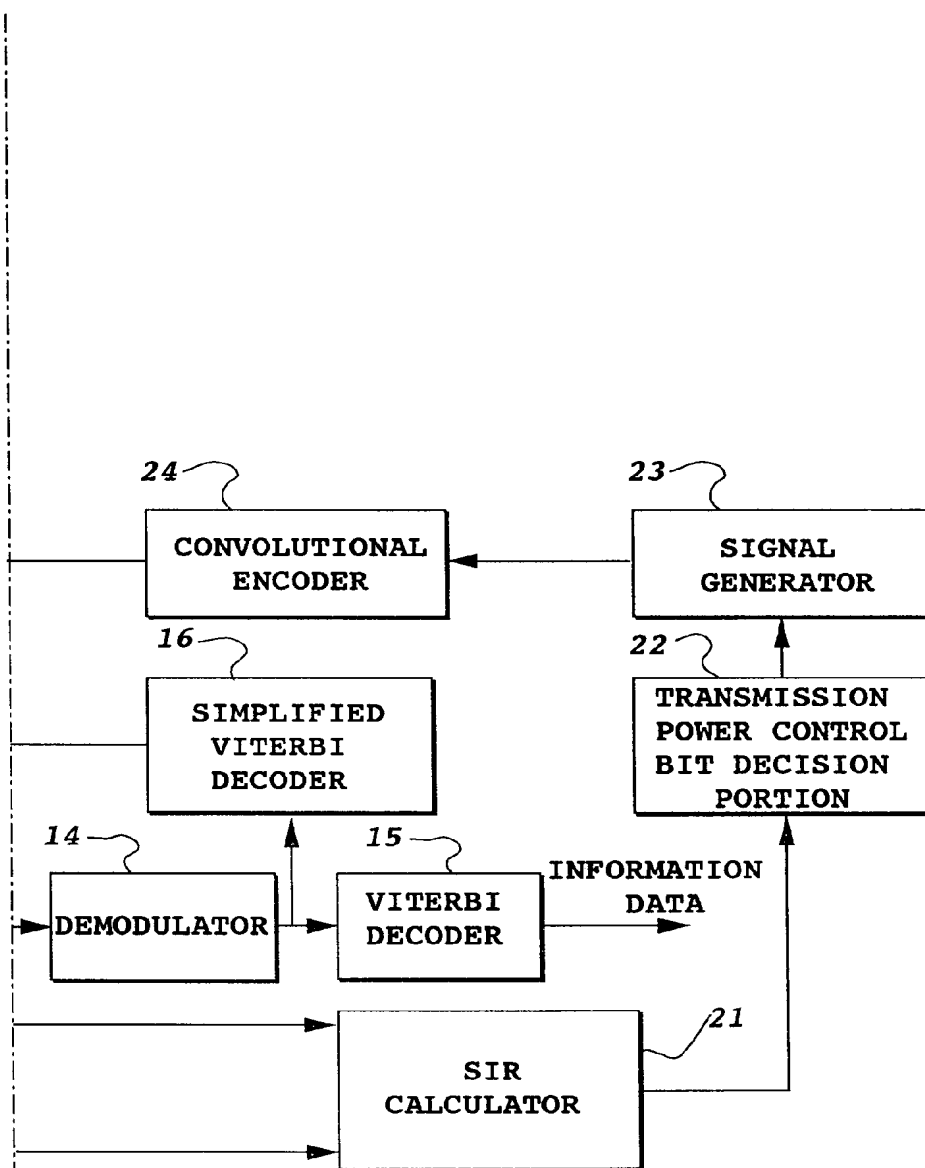 24
CONVOLUTIONAL
ENCODER
23
SIGNAL
GENERATOR
16
SIMPLIFIED
VITERBI
DECODER
22
TRANSMISSION
POWER CONTROL
BIT DECISION
PORTION
14
DEMODULATOR
15
VITERBI
DECODER
INFORMATION
DATA
21
SIR
CALCULATOR